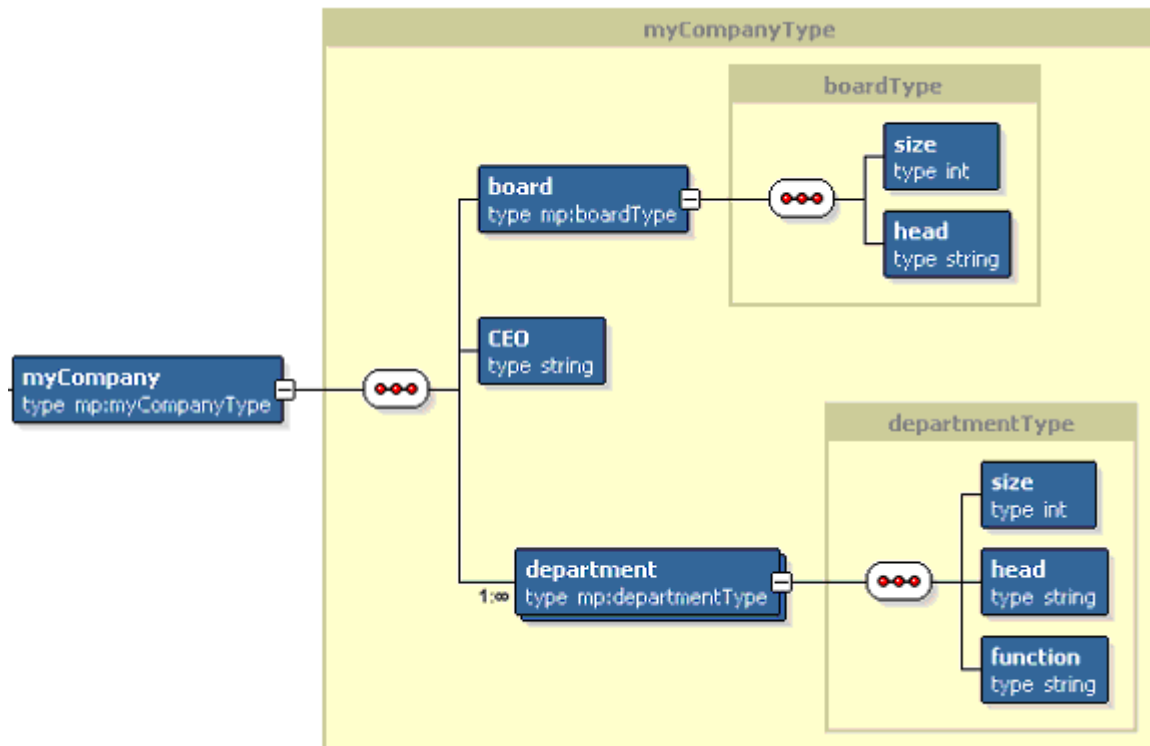 myCompanyType
boardType
size
type int
board
type mp:boardType
head
type string
CEO
type string
myCompany
type mp:myCompanyType
departmentType
size
type int
department
1:∞
type mp:departmentType
head
type string
function
type string